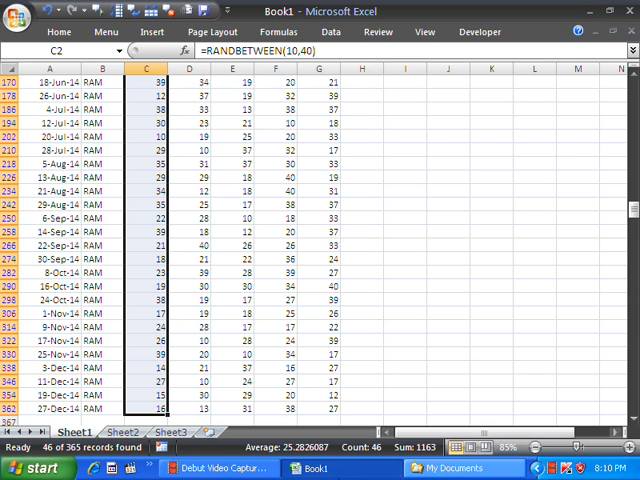 Book1 - Microsoft Excel
Home Menu Insert Page Layout Formulas Data Review View Developer
C2 fx =RANDBETWEEN(10,40)
A B C D E F G H I J K L M N
170 18-Jun-14 RAM 39 34 19 20 21
178 26-Jun-14 RAM 12 37 19 32 39
186 4-Jul-14 RAM 38 33 13 38 37
194 12-Jul-14 RAM 30 23 21 10 18
202 20-Jul-14 RAM 10 19 25 20 33
210 28-Jul-14 RAM 29 10 37 32 17
218 5-Aug-14 RAM 35 31 37 30 33
226 13-Aug-14 RAM 29 29 18 40 19
234 21-Aug-14 RAM 34 12 18 40 31
242 29-Aug-14 RAM 35 25 17 38 37
250 6-Sep-14 RAM 22 28 10 18 33
258 14-Sep-14 RAM 39 18 12 20 37
266 22-Sep-14 RAM 21 40 26 26 33
274 30-Sep-14 RAM 18 21 22 36 24
282 8-Oct-14 RAM 23 39 28 39 27
290 16-Oct-14 RAM 19 30 30 34 40
298 24-Oct-14 RAM 38 19 17 27 39
306 1-Nov-14 RAM 17 19 18 25 26
314 9-Nov-14 RAM 24 28 17 17 22
322 17-Nov-14 RAM 26 10 28 24 39
330 25-Nov-14 RAM 39 20 10 34 17
338 3-Dec-14 RAM 14 21 37 16 27
346 11-Dec-14 RAM 27 10 24 27 17
354 19-Dec-14 RAM 15 30 29 20 12
362 27-Dec-14 RAM 16 13 31 38 27
367
Sheet1 Sheet2 Sheet3
Ready 46 of 365 records found Average: 25.2826087 Count: 46 Sum: 1163 85%
start Debut Video Captur... Book1 My Documents 8:10 PM